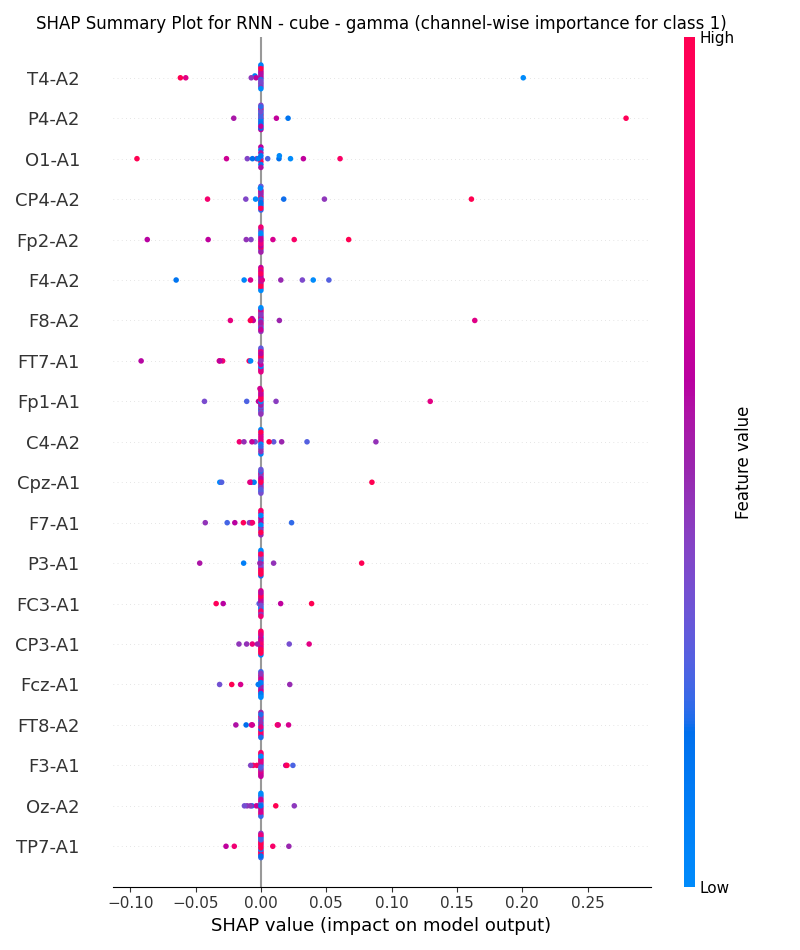 SHAP Summary Plot for RNN - cube - gamma (channel-wise importance for class 1)
High
T4-A2
P4-A2
O1-A1
CP4-A2
Fp2-A2
F4-A2
F8-A2
FT7-A1
Fp1-A1
C4-A2
Cpz-A1
F7-A1
P3-A1
FC3-A1
CP3-A1
Fcz-A1
FT8-A2
F3-A1
Oz-A2
TP7-A1
Feature value
Low
−0.10 −0.05 0.00 0.05 0.10 0.15 0.20 0.25
SHAP value (impact on model output)